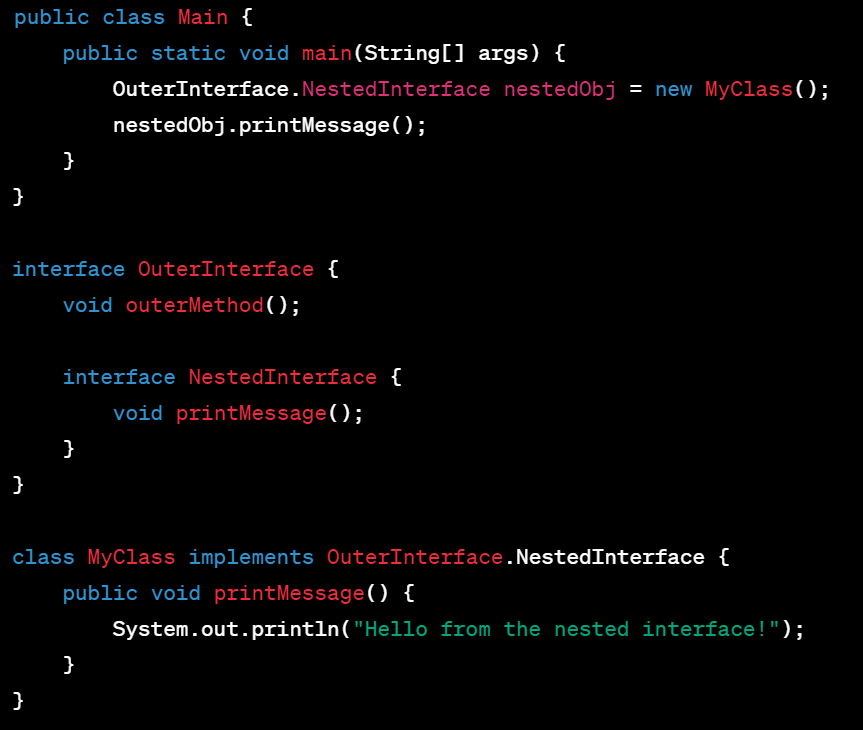 public class Main {
    public static void main(String[] args) {
        OuterInterface.NestedInterface nestedObj = new MyClass();
        nestedObj.printMessage();
    }
}

interface OuterInterface {
    void outerMethod();

    interface NestedInterface {
        void printMessage();
    }
}

class MyClass implements OuterInterface.NestedInterface {
    public void printMessage() {
        System.out.println("Hello from the nested interface!");
    }
}